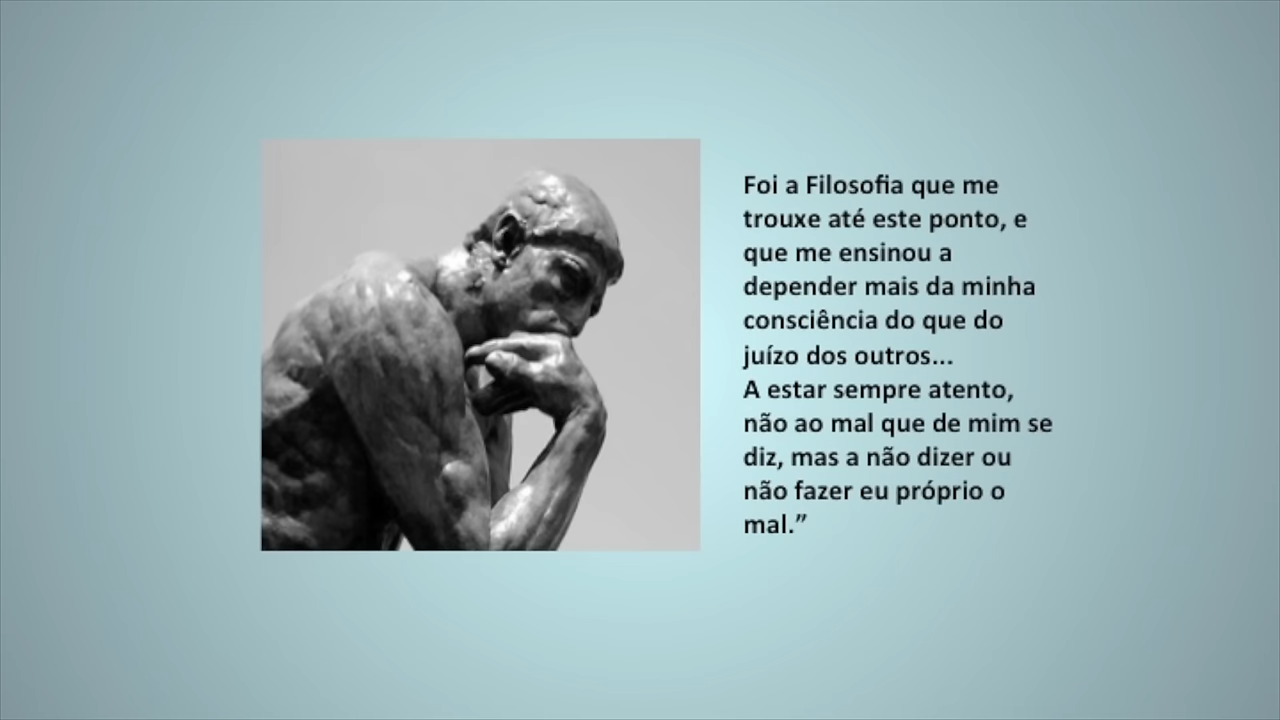 Foi a Filosofia que me
trouxe até este ponto, e
que me ensinou a
depender mais da minha
consciência do que do
juízo dos outros...
A estar sempre atento,
não ao mal que de mim se
diz, mas a não dizer ou
não fazer eu próprio o
mal.”